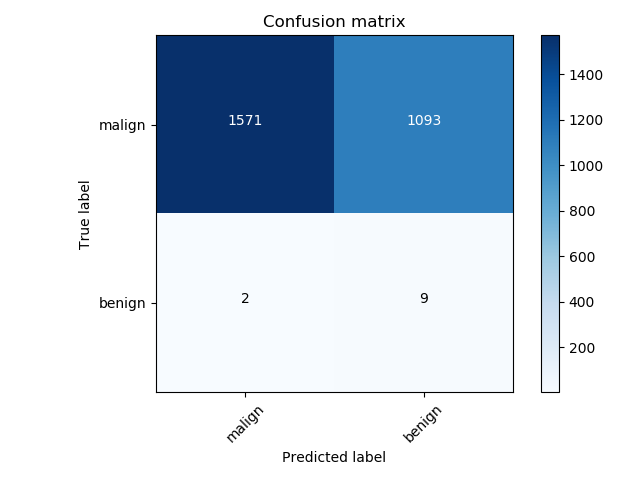 Confusion matrix
True label
malign
1571
1093
benign
2
9
malign
benign
Predicted label
1400
1200
1000
800
600
400
200